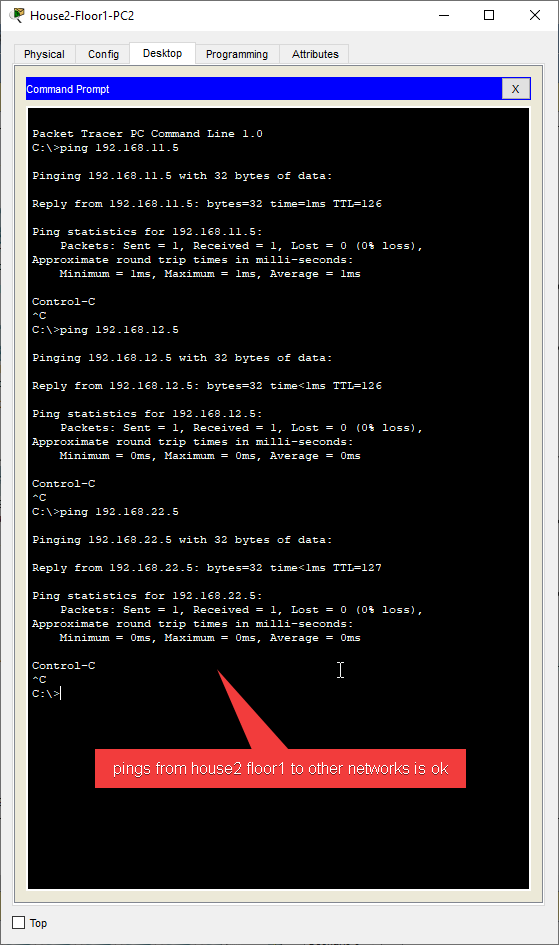 House2-Floor1-PC2
Physical Config Desktop Programming Attributes
Command Prompt X
Packet Tracer PC Command Line 1.0
C:\>ping 192.168.11.5
Pinging 192.168.11.5 with 32 bytes of data:
Reply from 192.168.11.5: bytes=32 time=1ms TTL=126
Ping statistics for 192.168.11.5:
Packets: Sent = 1, Received = 1, Lost = 0 (0% loss),
Approximate round trip times in milli-seconds:
Minimum = 1ms, Maximum = 1ms, Average = 1ms
Control-C
^C
C:\>ping 192.168.12.5
Pinging 192.168.12.5 with 32 bytes of data:
Reply from 192.168.12.5: bytes=32 time<1ms TTL=126
Ping statistics for 192.168.12.5:
Packets: Sent = 1, Received = 1, Lost = 0 (0% loss),
Approximate round trip times in milli-seconds:
Minimum = 0ms, Maximum = 0ms, Average = 0ms
Control-C
^C
C:\>ping 192.168.22.5
Pinging 192.168.22.5 with 32 bytes of data:
Reply from 192.168.22.5: bytes=32 time<1ms TTL=127
Ping statistics for 192.168.22.5:
Packets: Sent = 1, Received = 1, Lost = 0 (0% loss),
Approximate round trip times in milli-seconds:
Minimum = 0ms, Maximum = 0ms, Average = 0ms
Control-C
^C
C:\>
pings from house2 floor1 to other networks is ok
Top